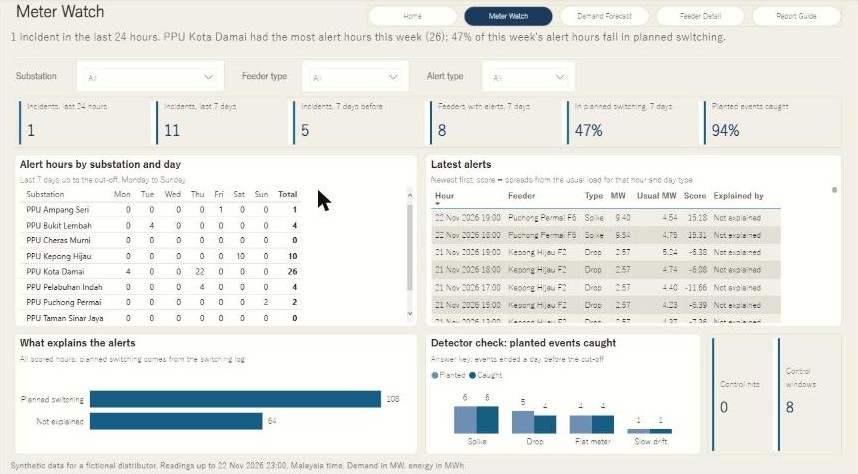 Meter Watch
Home
Meter Watch
Demand Forecast
Feeder Detail
Report Guide
1 incident in the last 24 hours. PPU Kota Damai had the most alert hours this week (26); 47% of this week's alert hours fall in planned switching.
Substation
All
Feeder type
All
Alert type
All
Incidents, last 24 hours
1
Incidents, last 7 days
11
Incidents, 7 days before
5
Feeders with alerts, 7 days
8
In planned switching, 7 days
47%
Planted events caught
94%
Alert hours by substation and day
Last 7 days up to the cut-off, Monday to Sunday
Substation Mon Tue Wed Thu Fri Sat Sun Total
PPU Ampang Seri 0 0 0 0 1 0 0 1
PPU Bukit Lembah 0 4 0 0 0 0 0 4
PPU Cheras Murni 0 0 0 0 0 0 0 0
PPU Kepong Hijau 0 0 0 0 0 10 0 10
PPU Kota Damai 4 0 0 22 0 0 0 26
PPU Pelabuhan Indah 0 0 0 4 0 0 0 4
PPU Puchong Permai 0 0 0 0 0 0 2 2
PPU Taman Sinar Jaya 0 0 0 0 0 0 0 0
Latest alerts
Newest first; score = spreads from the usual load for that hour and day type
Hour Feeder Type MW Usual MW Score Explained by
22 Nov 2026 19:00 Puchong Permai F6 Spike 9.40 4.64 15.18 Not explained
22 Nov 2026 18:00 Puchong Permai F6 Spike 9.54 4.75 15.31 Not explained
21 Nov 2026 19:00 Kepong Hijau F2 Drop 2.57 5.24 -6.38 Not explained
21 Nov 2026 18:00 Kepong Hijau F2 Drop 2.57 4.74 -6.08 Not explained
21 Nov 2026 17:00 Kepong Hijau F2 Drop 2.57 4.40 -11.66 Not explained
21 Nov 2026 15:00 Kepong Hijau F2 Drop 2.57 4.23 -6.39 Not explained
Kepong Hijau F2 Drop 2.57 Not explained
What explains the alerts
All scored hours; planned switching comes from the switching log
Planned switching 108
Not explained 64
Detector check: planted events caught
Answer key: events ended a day before the cut-off
Planted Caught
6 6 5 4 4 4 1 1
Spike Drop Flat meter Slow drift
Control hits
0
Control windows
8
Synthetic data for a fictional distributor. Readings up to 22 Nov 2026 23:00, Malaysia time. Demand in MW, energy in MWh.